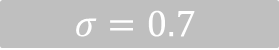 σ = 0.7